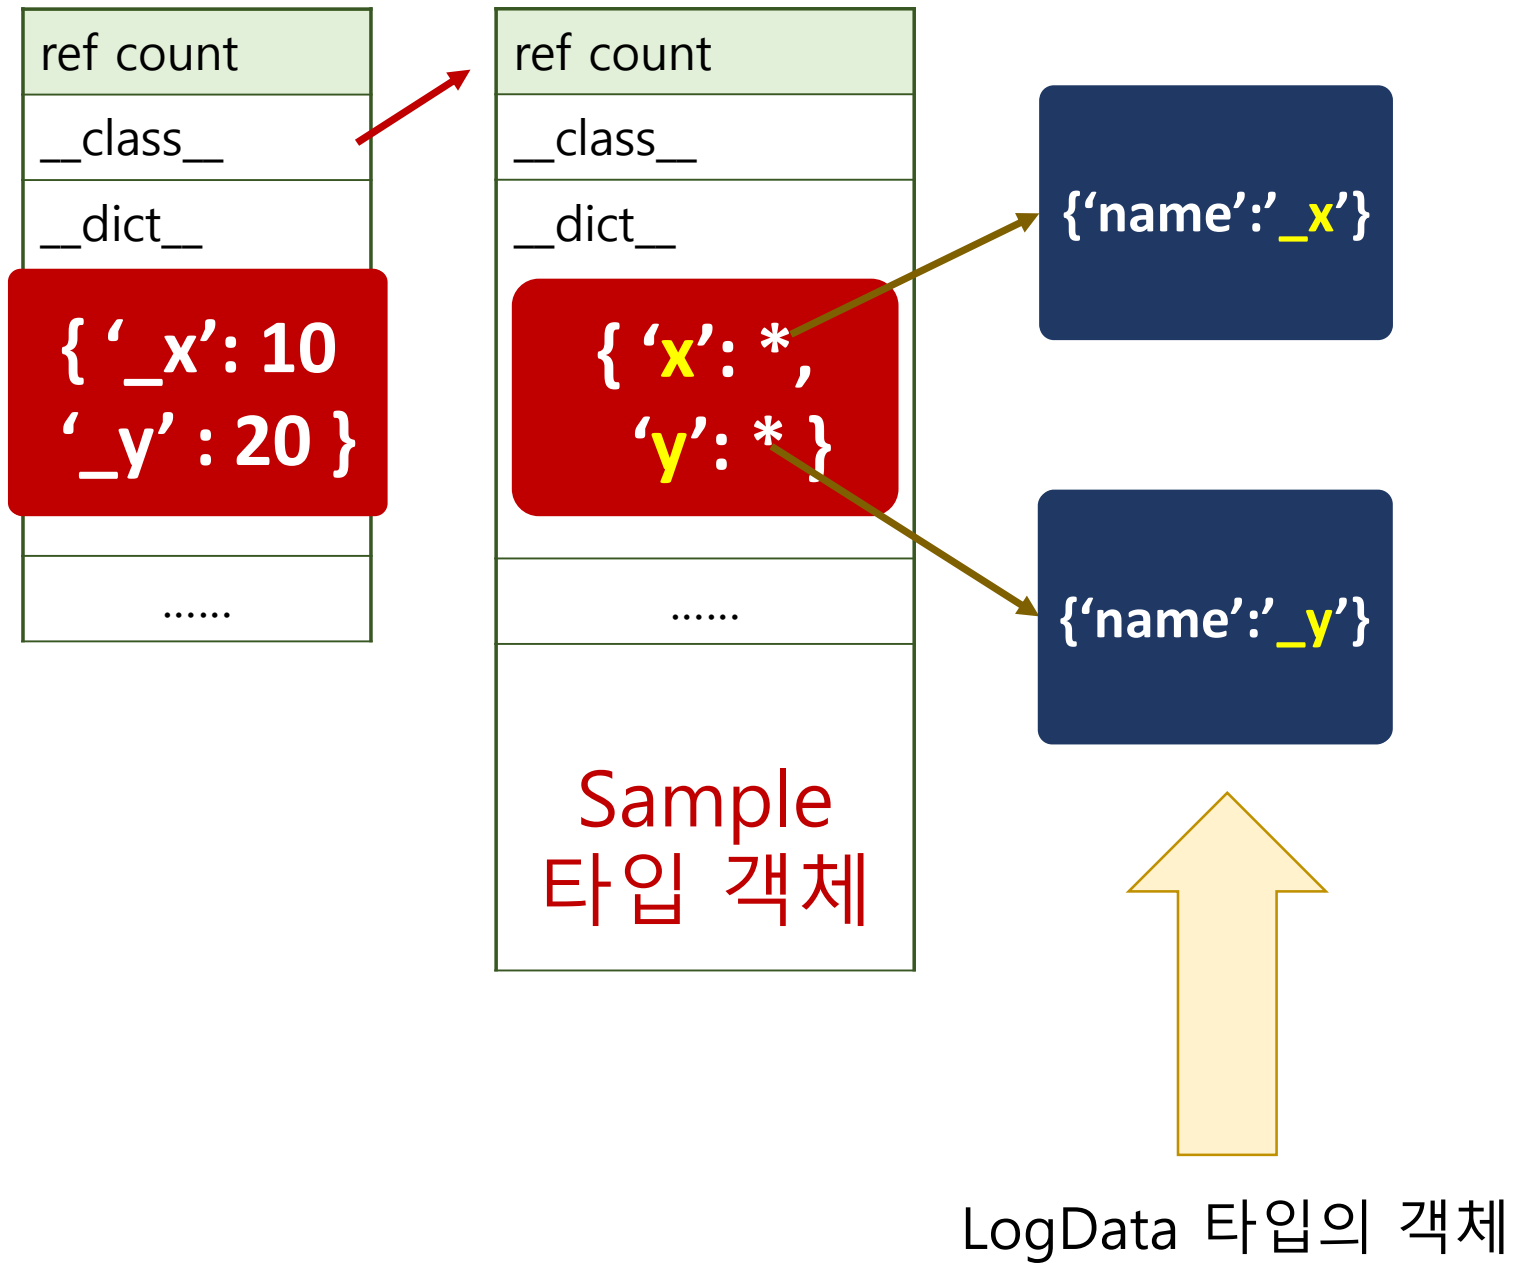 ref count
__class__
__dict__
{ ‘_x’: 10
‘_y’ : 20 }
......
ref count
__class__
__dict__
{ ‘x’: *,
‘y’: * }
......
Sample
타입 객체
{‘name’:’_x’}
{‘name’:’_y’}
LogData 타입의 객체